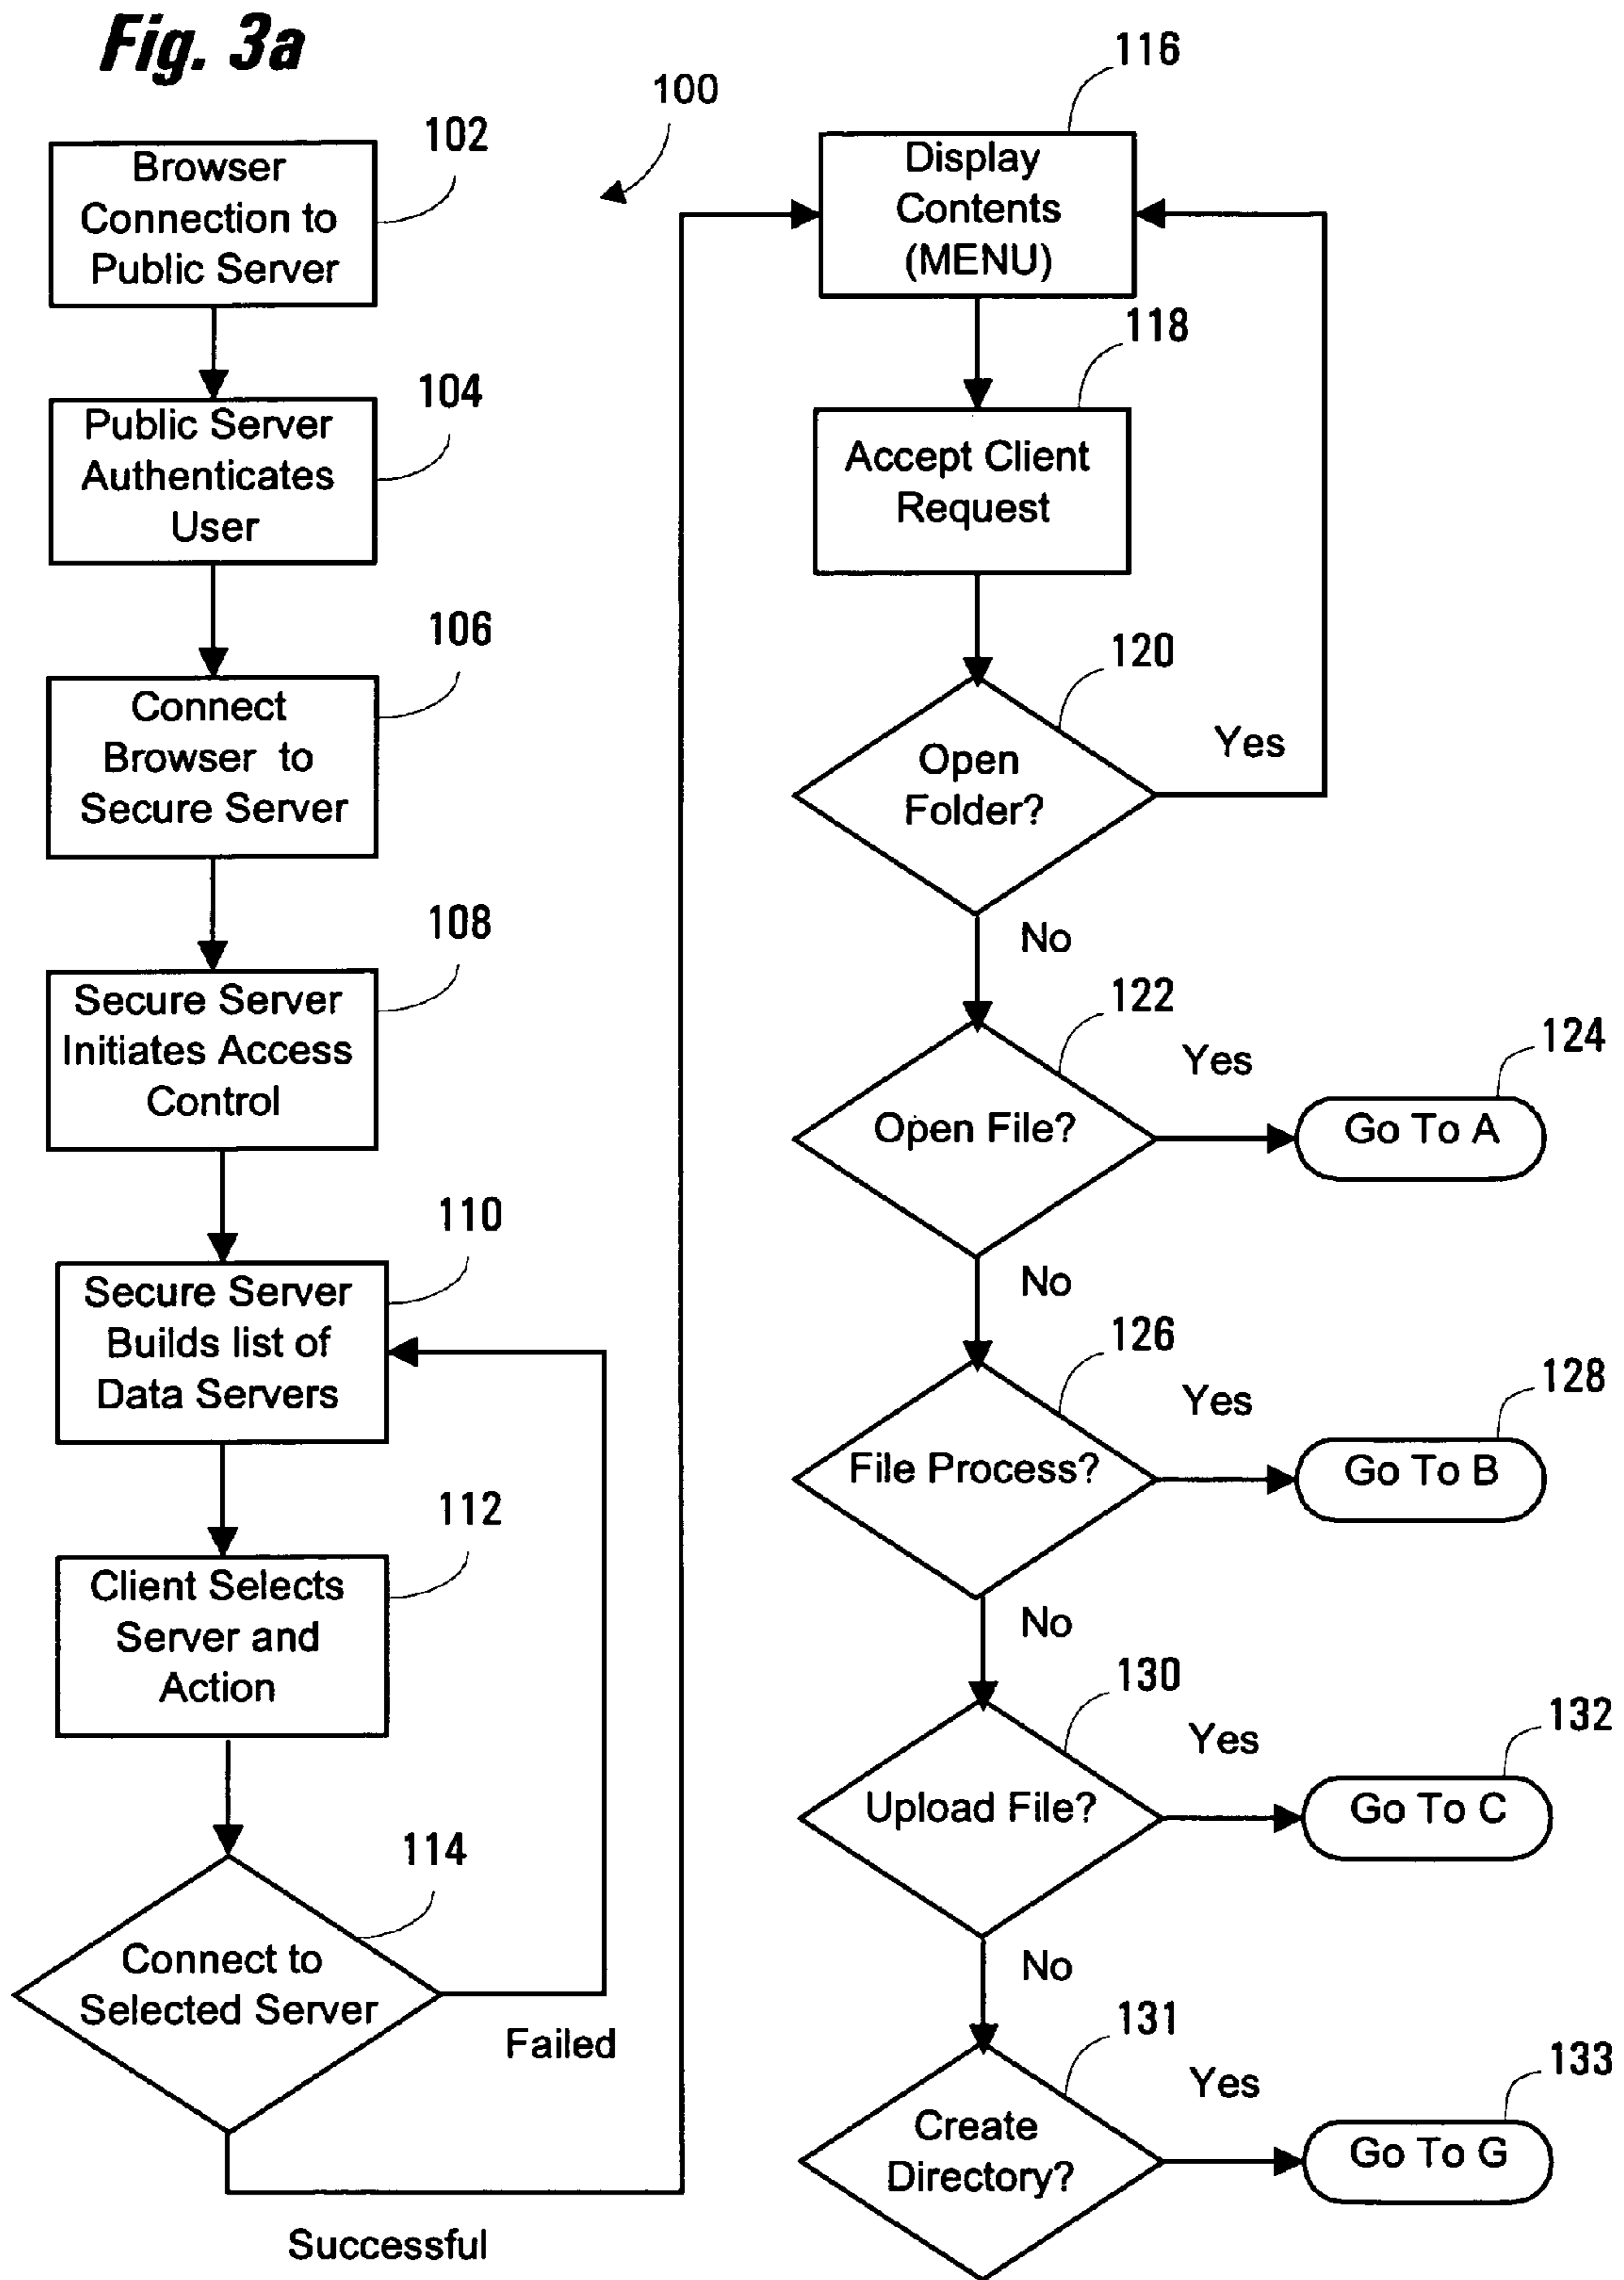 Fig. 3a
100
102
Browser
Connection to
Public Server
104
Public Server
Authenticates
User
106
Connect
Browser to
Secure Server
108
Secure Server
Initiates Access
Control
110
Secure Server
Builds list of
Data Servers
112
Client Selects
Server and
Action
114
Connect to
Selected Server
Failed
Successful
116
Display
Contents
(MENU)
118
Accept Client
Request
120
Open
Folder?
Yes
No
122
Open File?
Yes
124
Go To A
No
126
File Process?
Yes
128
Go To B
No
130
Upload File?
Yes
132
Go To C
No
131
Create
Directory?
Yes
133
Go To G